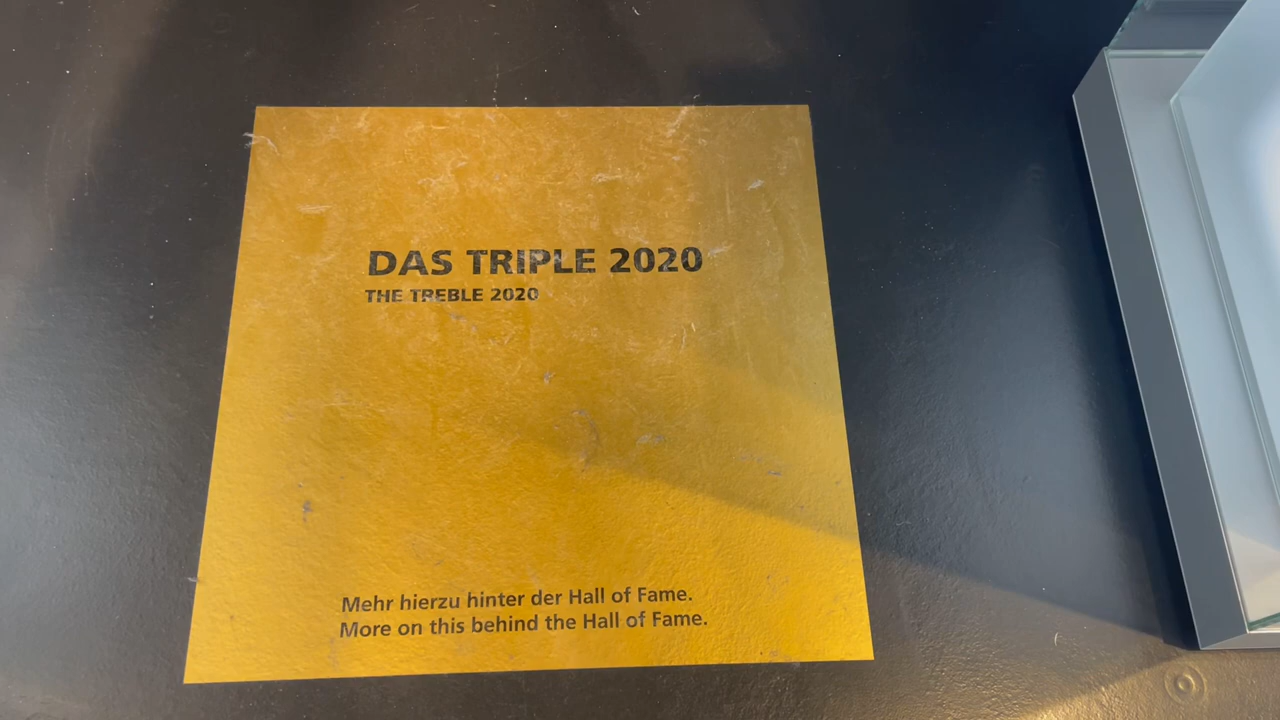 DAS TRIPLE 2020
THE TREBLE 2020
Mehr hierzu hinter der Hall of Fame.
More on this behind the Hall of Fame.